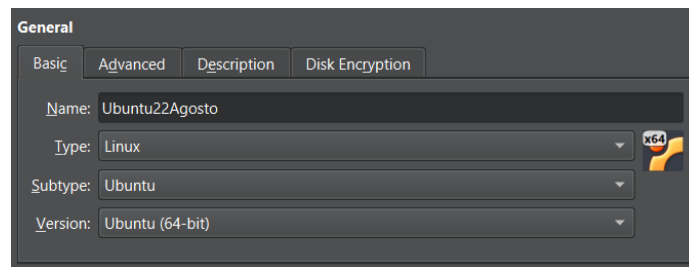 General
Basic Advanced Description Disk Encryption
Name: Ubuntu22Agosto
Type: Linux
x64
Subtype: Ubuntu
Version: Ubuntu (64-bit)